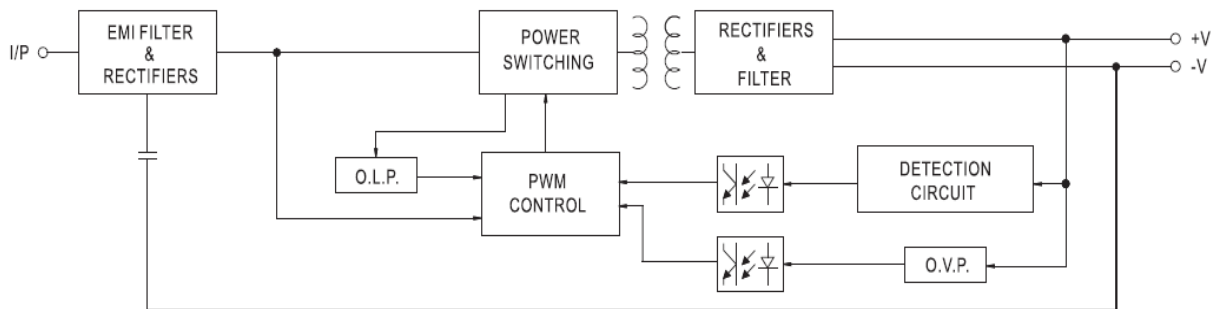 I/P
EMI FILTER
&
RECTIFIERS
POWER
SWITCHING
RECTIFIERS
&
FILTER
+V
-V
O.L.P.
PWM
CONTROL
DETECTION
CIRCUIT
O.V.P.